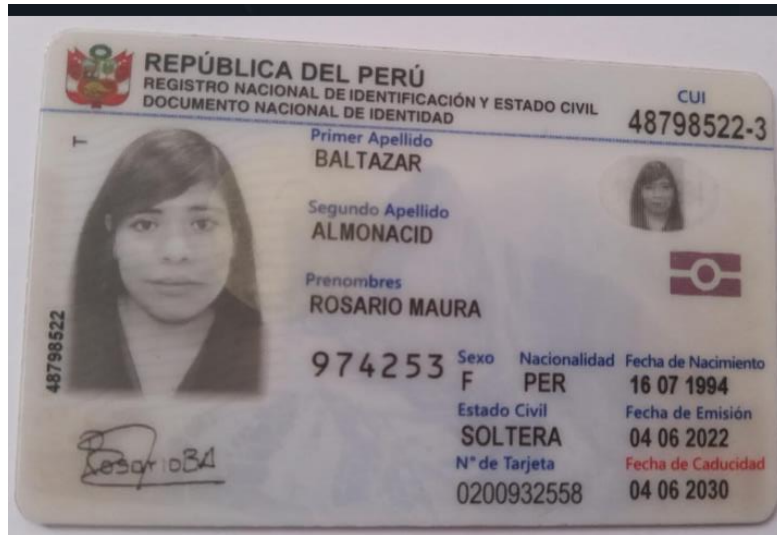 REPÚBLICA DEL PERÚ
REGISTRO NACIONAL DE IDENTIFICACIÓN Y ESTADO CIVIL
DOCUMENTO NACIONAL DE IDENTIDAD
CUI
48798522-3
T
Primer Apellido
BALTAZAR
Segundo Apellido
ALMONACID
Prenombres
ROSARIO MAURA
974253
Sexo Nacionalidad Fecha de Nacimiento
F PER 16 07 1994
Estado Civil Fecha de Emisión
SOLTERA 04 06 2022
N° de Tarjeta Fecha de Caducidad
0200932558 04 06 2030
48798522
RosarioBA